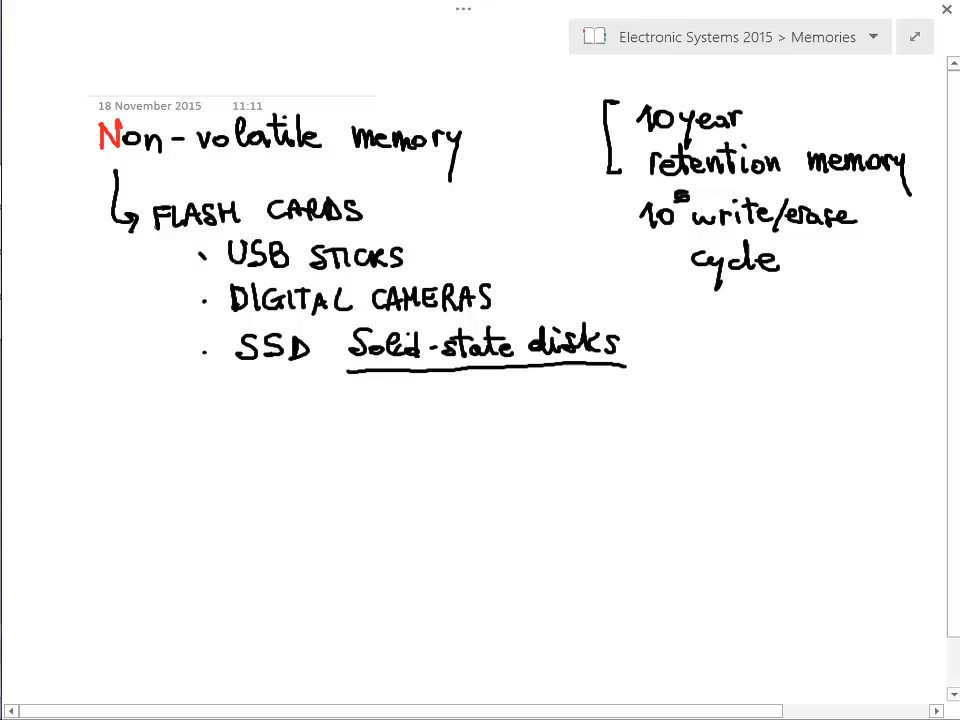 Electronic Systems 2015 > Memories
18 November 2015 11:11
Non-volatile memory
FLASH CARDS
· USB STICKS
· DIGITAL CAMERAS
· SSD Solid-state disks
10 year
retention memory
10⁵ write/erase
cycle